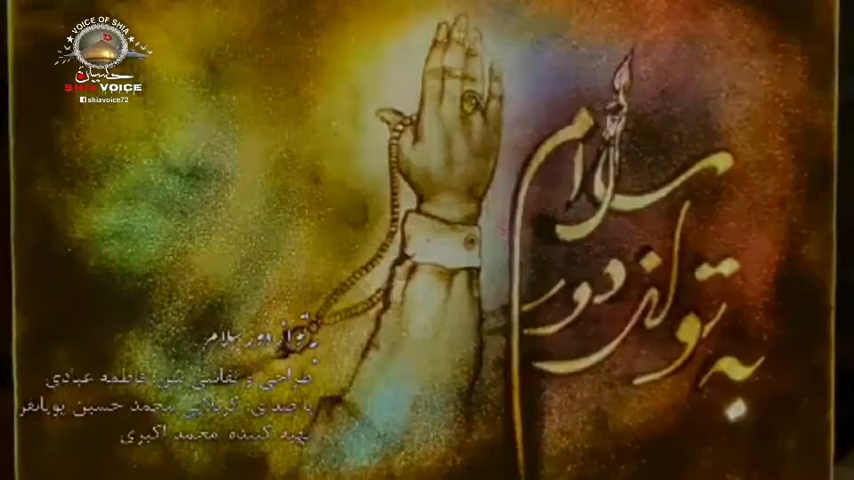 VOICE OF SHIA
SHIA VOICE
shiavoice72
سلام
به تو از دور
به تو از دور سلام
طراحی و نقاشی شن: فاطمه عبادی
با صدای: کربلایی محمد حسین پویانفر
تهیه کننده: محمد اکبری